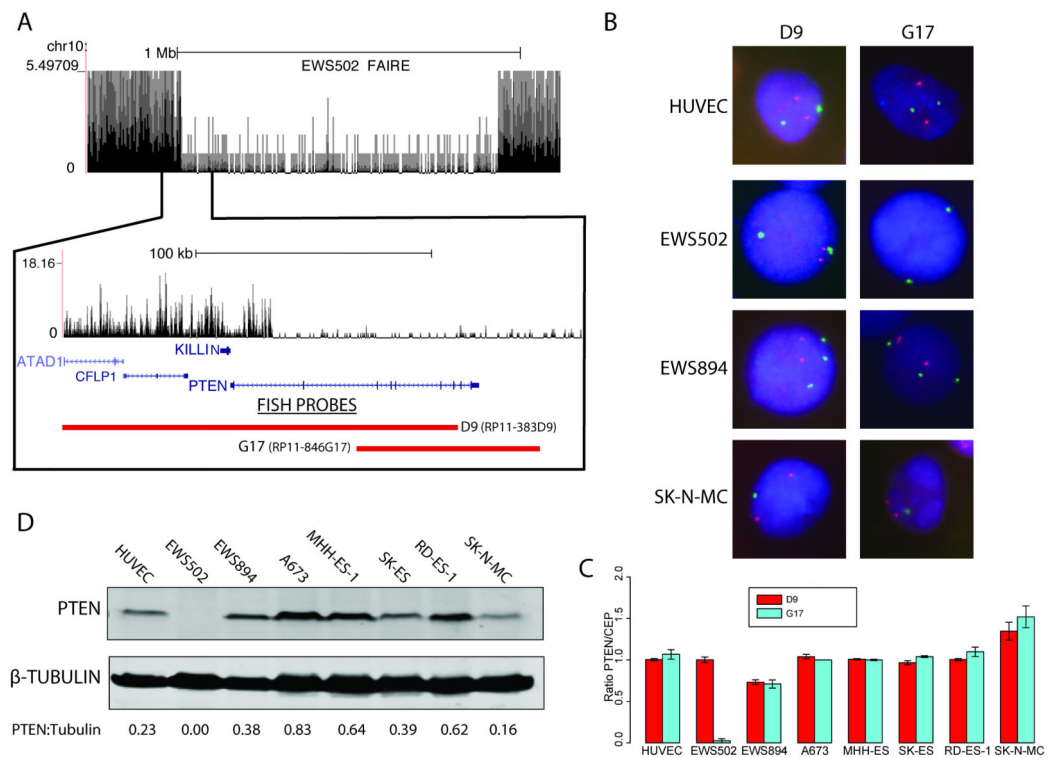 A
chr10:
5.49709
0
1 Mb
EWS502 FAIRE
100 kb
18.16
0
KILLIN
ATAD1
CFLP1
PTEN
FISH PROBES
D9 (RP11-383D9)
G17 (RP11-846G17)
B
D9 G17
HUVEC
EWS502
EWS894
SK-N-MC
D
HUVEC EWS502 EWS894 A673 MHH-ES-1 SK-ES RD-ES-1 SK-N-MC
PTEN
β-TUBULIN
PTEN:Tubulin 0.23 0.00 0.38 0.83 0.64 0.39 0.62 0.16
C
Ratio PTEN/CEP
2.0
1.5
1.0
0.5
0.0
D9
G17
HUVEC EWS502 EWS894 A673 MHH-ES SK-ES RD-ES-1 SK-N-MC